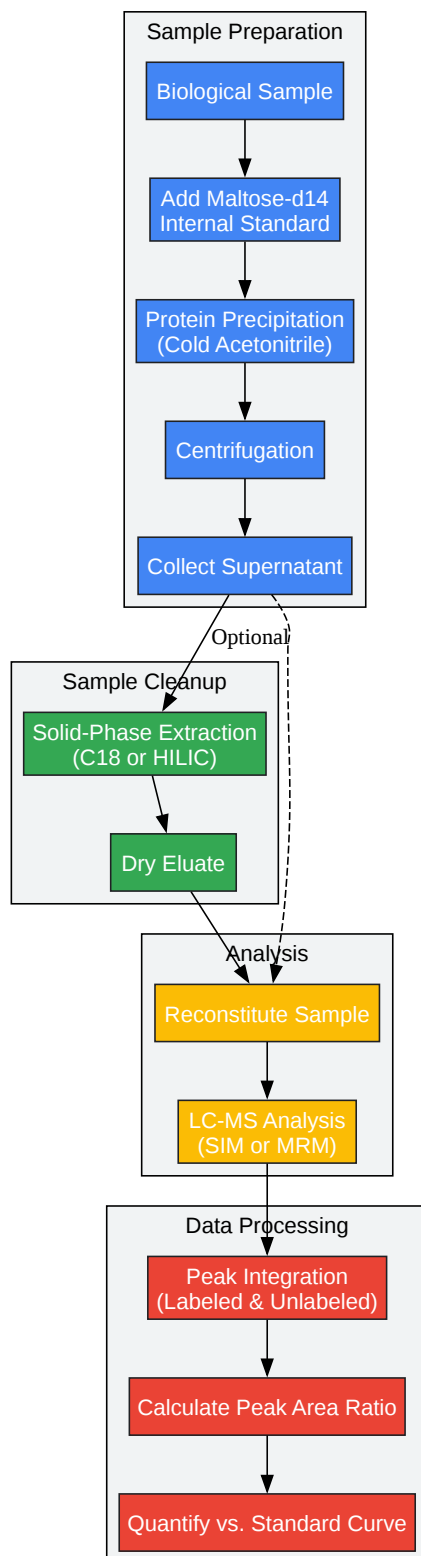 Sample Preparation
Biological Sample
Add Maltose-d14
Internal Standard
Protein Precipitation
(Cold Acetonitrile)
Centrifugation
Collect Supernatant
Optional
Sample Cleanup
Solid-Phase Extraction
(C18 or HILIC)
Dry Eluate
Analysis
Reconstitute Sample
LC-MS Analysis
(SIM or MRM)
Data Processing
Peak Integration
(Labeled & Unlabeled)
Calculate Peak Area Ratio
Quantify vs. Standard Curve